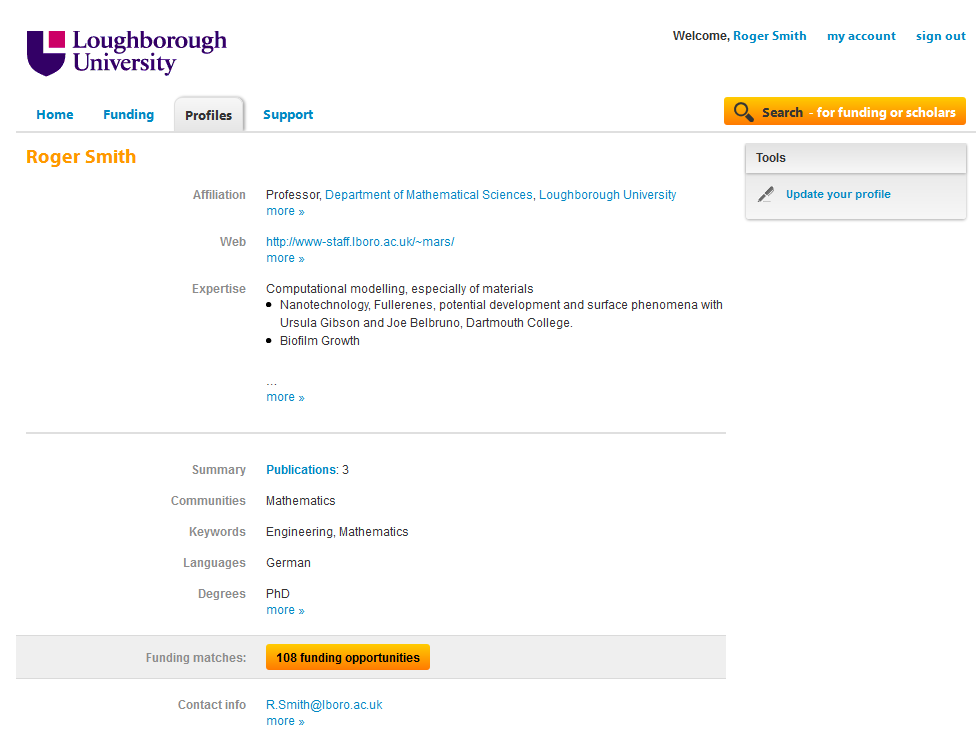 Loughborough
University
Welcome, Roger Smith my account sign out
Home Funding Profiles Support
Search - for funding or scholars
Roger Smith
Tools
Update your profile
Affiliation Professor, Department of Mathematical Sciences, Loughborough University
more »
Web http://www-staff.lboro.ac.uk/~mars/
more »
Expertise Computational modelling, especially of materials
• Nanotechnology, Fullerenes, potential development and surface phenomena with
Ursula Gibson and Joe Belbruno, Dartmouth College.
• Biofilm Growth
...
more »
Summary Publications: 3
Communities Mathematics
Keywords Engineering, Mathematics
Languages German
Degrees PhD
more »
Funding matches: 108 funding opportunities
Contact info R.Smith@lboro.ac.uk
more »